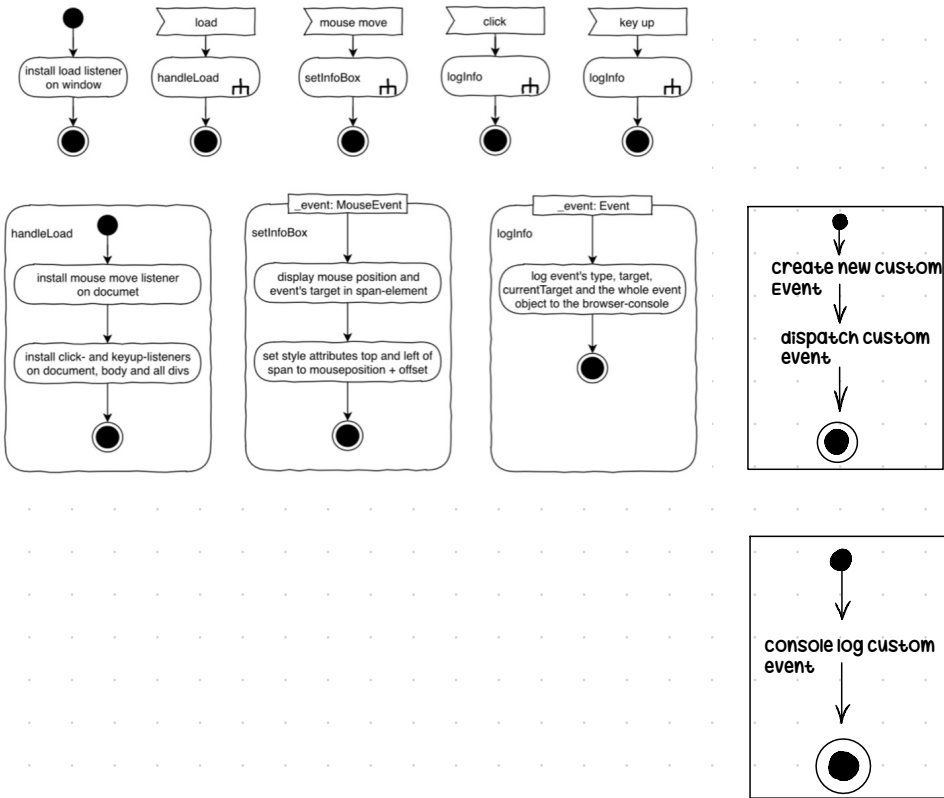 load
mouse move
click
key up
install load listener
on window
handleLoad
setInfoBox
logInfo
logInfo
_event: MouseEvent
_event: Event
handleLoad
setInfoBox
logInfo
install mouse move listener
on documet
display mouse position and
event's target in span-element
log event's type, target,
currentTarget and the whole event
object to the browser-console
install click- and keyup-listeners
on document, body and all divs
set style attributes top and left of
span to mouseposition + offset
create new custom
Event
dispatch custom
event
console log custom
event